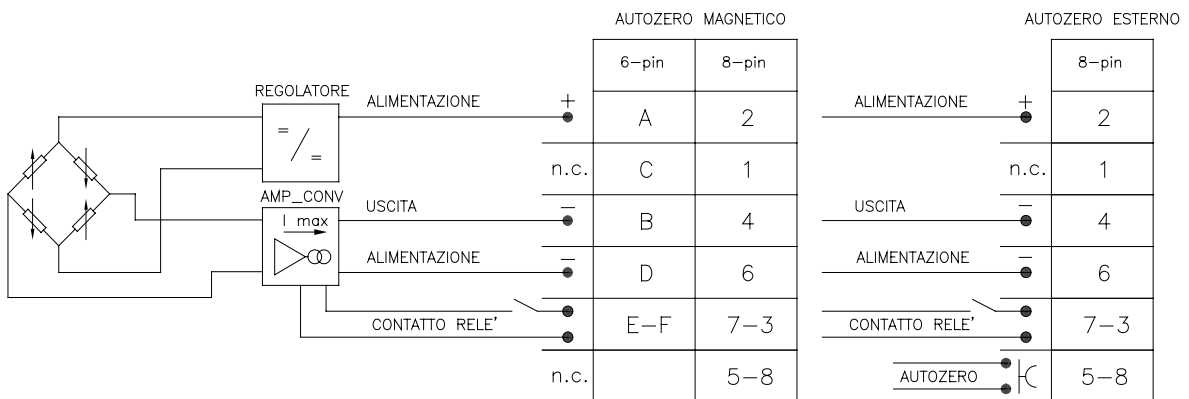 AUTOZERO MAGNETICO AUTOZERO ESTERNO
6-pin 8-pin 8-pin
REGOLATORE
ALIMENTAZIONE + A 2 ALIMENTAZIONE + 2
= / =
n.c. C 1 n.c. 1
AMP_CONV
I max
USCITA - B 4 USCITA - 4
ALIMENTAZIONE - D 6 ALIMENTAZIONE - 6
CONTATTO RELE' E-F 7-3 CONTATTO RELE' 7-3
n.c. 5-8 AUTOZERO 5-8